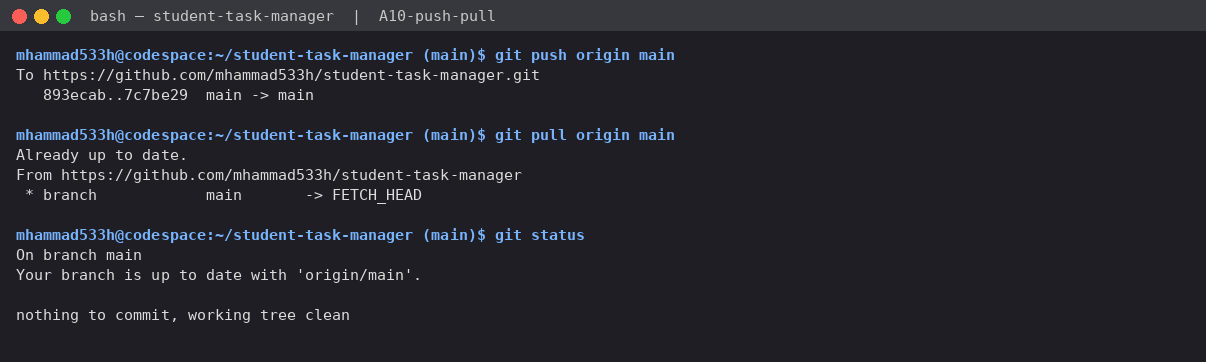 bash — student-task-manager  |  A10-push-pull
mhammad533h@codespace:~/student-task-manager (main)$ git push origin main
To https://github.com/mhammad533h/student-task-manager.git
   893ecab..7c7be29  main -> main
mhammad533h@codespace:~/student-task-manager (main)$ git pull origin main
Already up to date.
From https://github.com/mhammad533h/student-task-manager
 * branch            main       -> FETCH_HEAD
mhammad533h@codespace:~/student-task-manager (main)$ git status
On branch main
Your branch is up to date with 'origin/main'.
nothing to commit, working tree clean